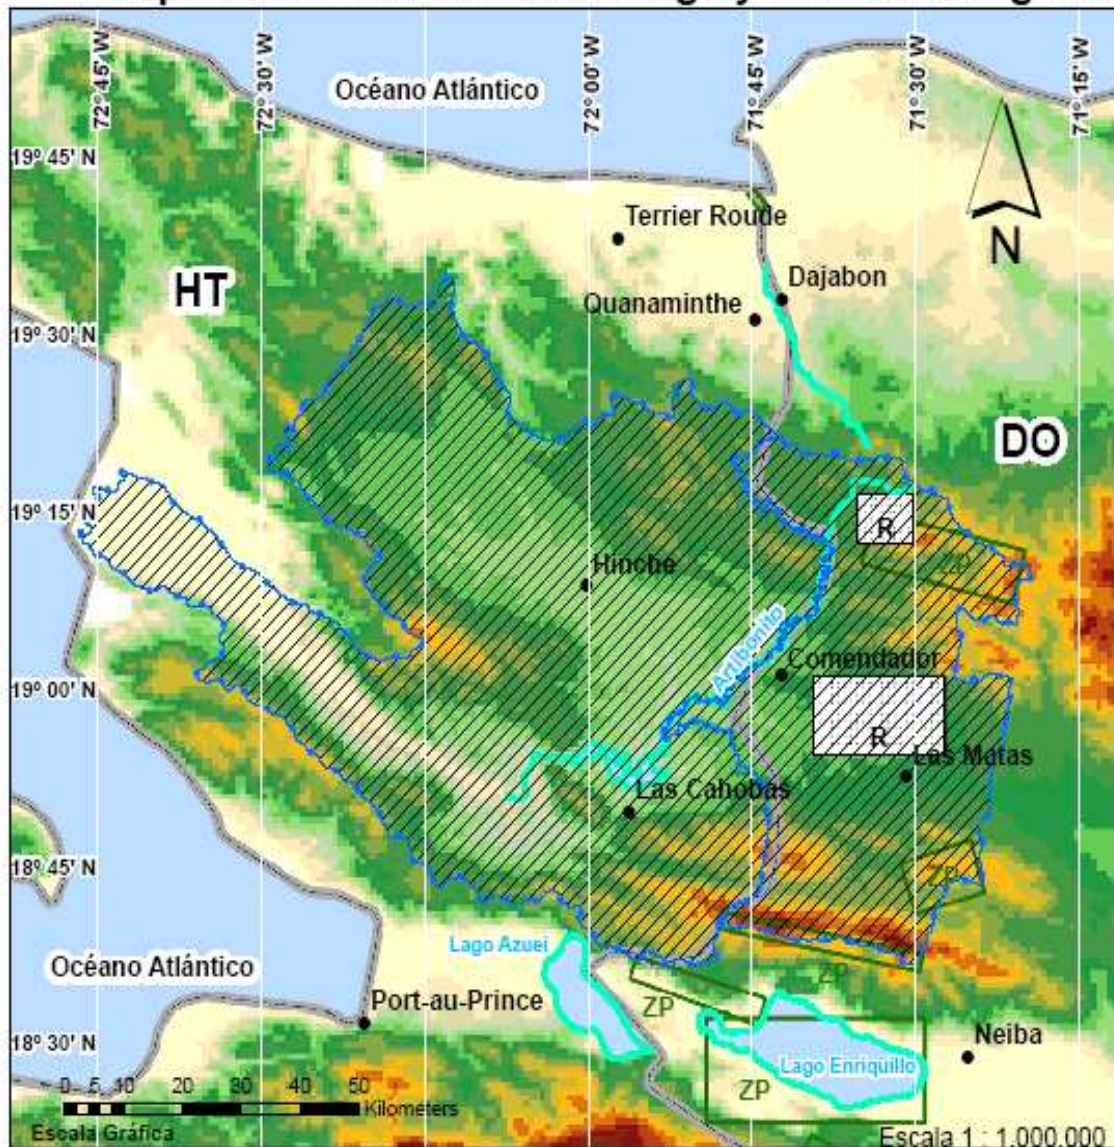 72° 45' W
72° 30' W
72° 00' W
71° 45' W
71° 30' W
71° 15' W
Océano Atlántico
19° 45' N
Terrier Roude
N
HT
Dajabon
Quanaminthe
19° 30' N
DO
19° 15' N
R
ZP
Hinche
Artibonito
Comendador
19° 00' N
R
Las Matas
Las Cahobas
18° 45' N
ZP
Lago Azuei
Océano Atlántico
ZP
Port-au-Prince
ZP
18° 30' N
Neiba
Lago Enriquillo
ZP
0 5 10 20 30 40 50
Kilometers
Escala Gráfica
Escala 1 : 1,000,000